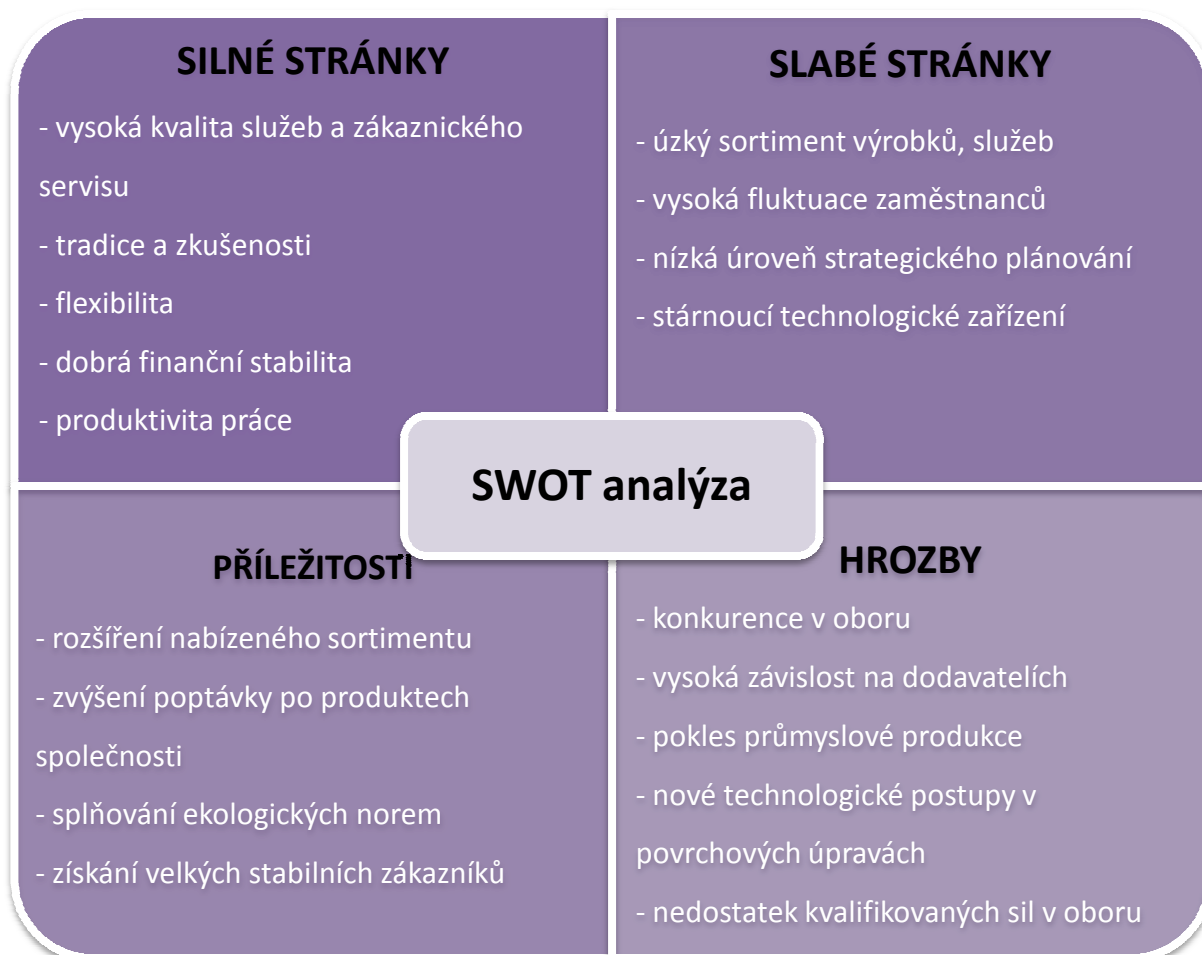 SILNÉ STRÁNKY
- vysoká kvalita služeb a zákaznického
servisu
- tradice a zkušenosti
- flexibilita
- dobrá finanční stabilita
- produktivita práce
SLABÉ STRÁNKY
- úzký sortiment výrobků, služeb
- vysoká fluktuace zaměstnanců
- nízká úroveň strategického plánování
- stárnoucí technologické zařízení
SWOT analýza
PŘÍLEŽITOSTI
- rozšíření nabízeného sortimentu
- zvýšení poptávky po produktech
společnosti
- splňování ekologických norem
- získání velkých stabilních zákazníků
HROZBY
- konkurence v oboru
- vysoká závislost na dodavatelích
- pokles průmyslové produkce
- nové technologické postupy v
povrchových úpravách
- nedostatek kvalifikovaných sil v oboru